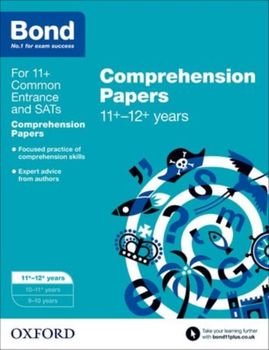 Bond
No.1 for exam success
For 11+
Common
Entrance
and SATs
Comprehension
Papers
• Focused practice of
comprehension skills
• Expert advice
from authors
Comprehension
Papers
11+–12+ years
11+–12+ years
10–11+ years
9–10 years
OXFORD
Take your learning further
with bond11plus.co.uk